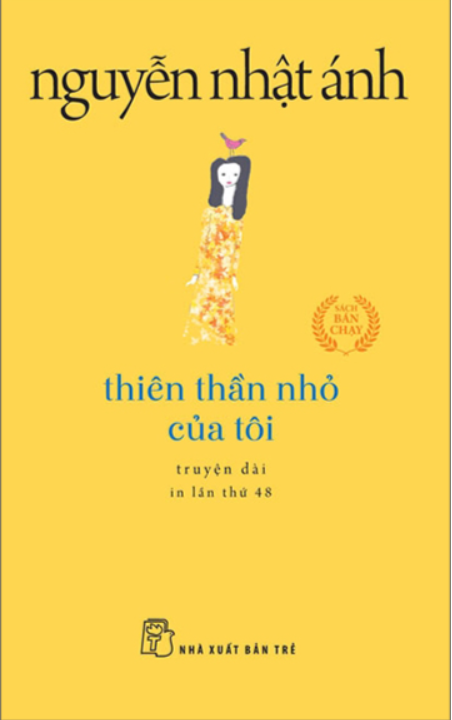 nguyễn nhật ánh
SÁCH
BÁN
CHẠY
thiên thần nhỏ
của tôi
truyện dài
in lần thứ 48
NHÀ XUẤT BẢN TRẺ